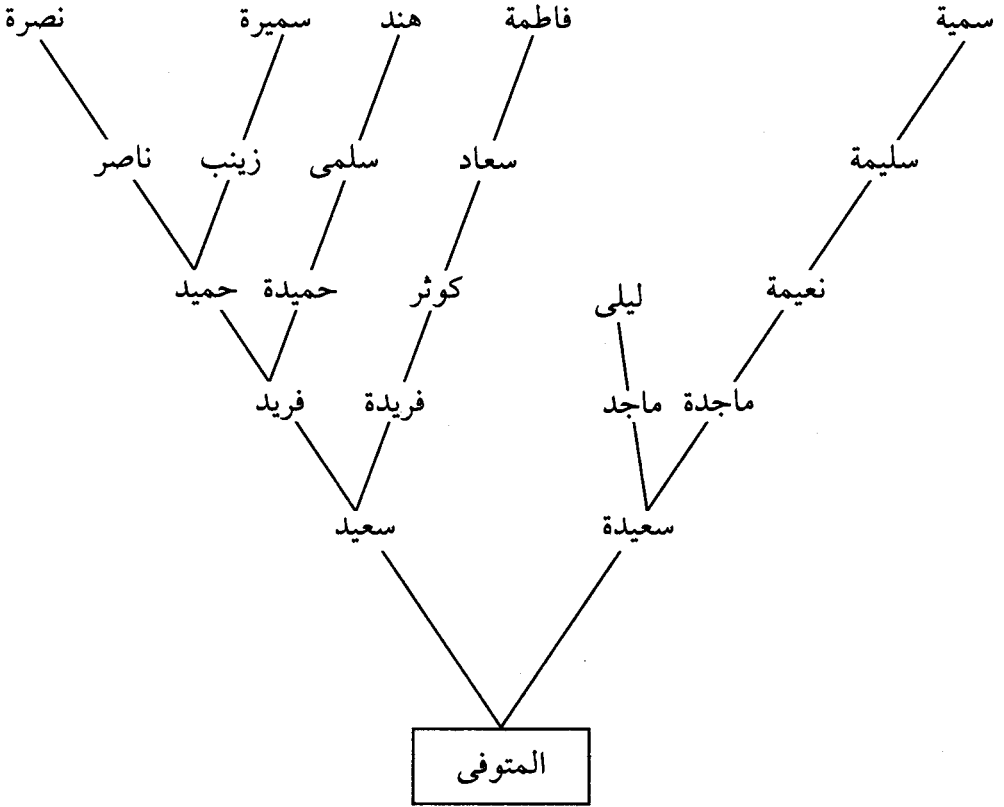 سمية فاطمة هند سميرة نصرة
سليمة سعاد سلمى زينب ناصر
نعيمة ليلى كوثر حميدة حميد
ماجدة ماجد فريدة فريد
سعيدة سعيد
المتوفى